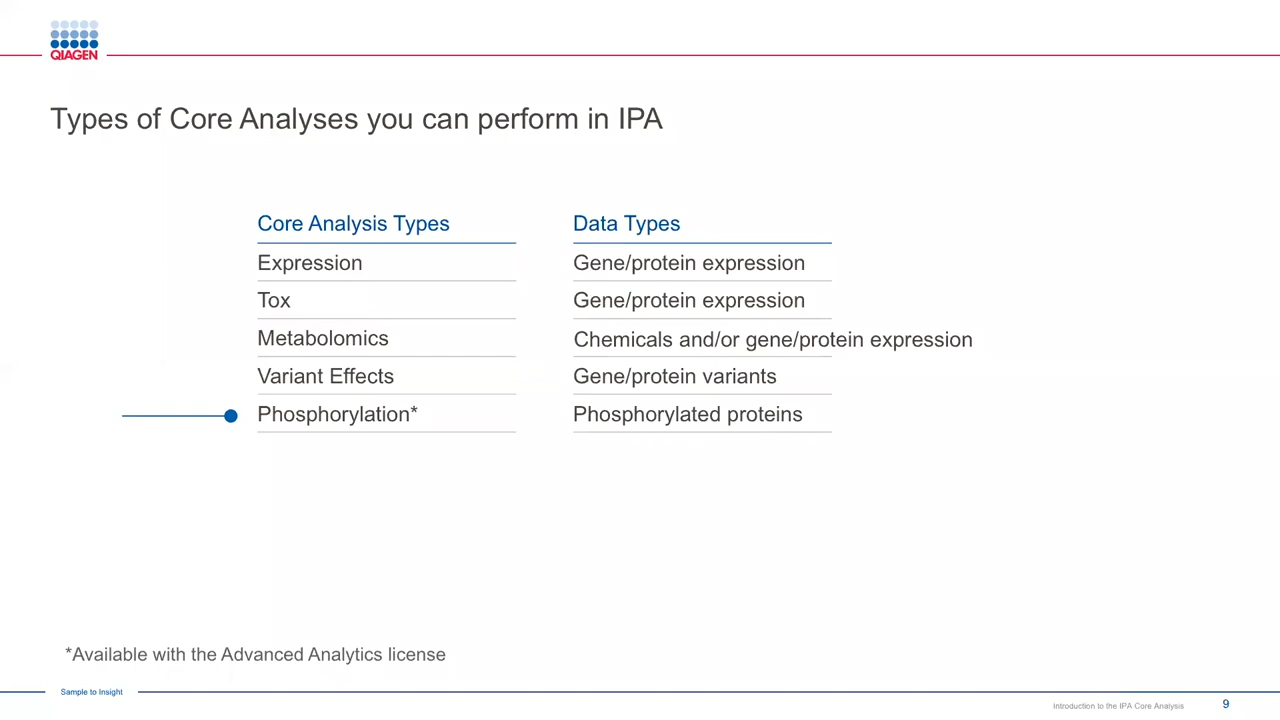 QIAGEN
Types of Core Analyses you can perform in IPA
Core Analysis Types Data Types
Expression Gene/protein expression
Tox Gene/protein expression
Metabolomics Chemicals and/or gene/protein expression
Variant Effects Gene/protein variants
Phosphorylation* Phosphorylated proteins
*Available with the Advanced Analytics license
Sample to Insight
Introduction to the IPA Core Analysis 9